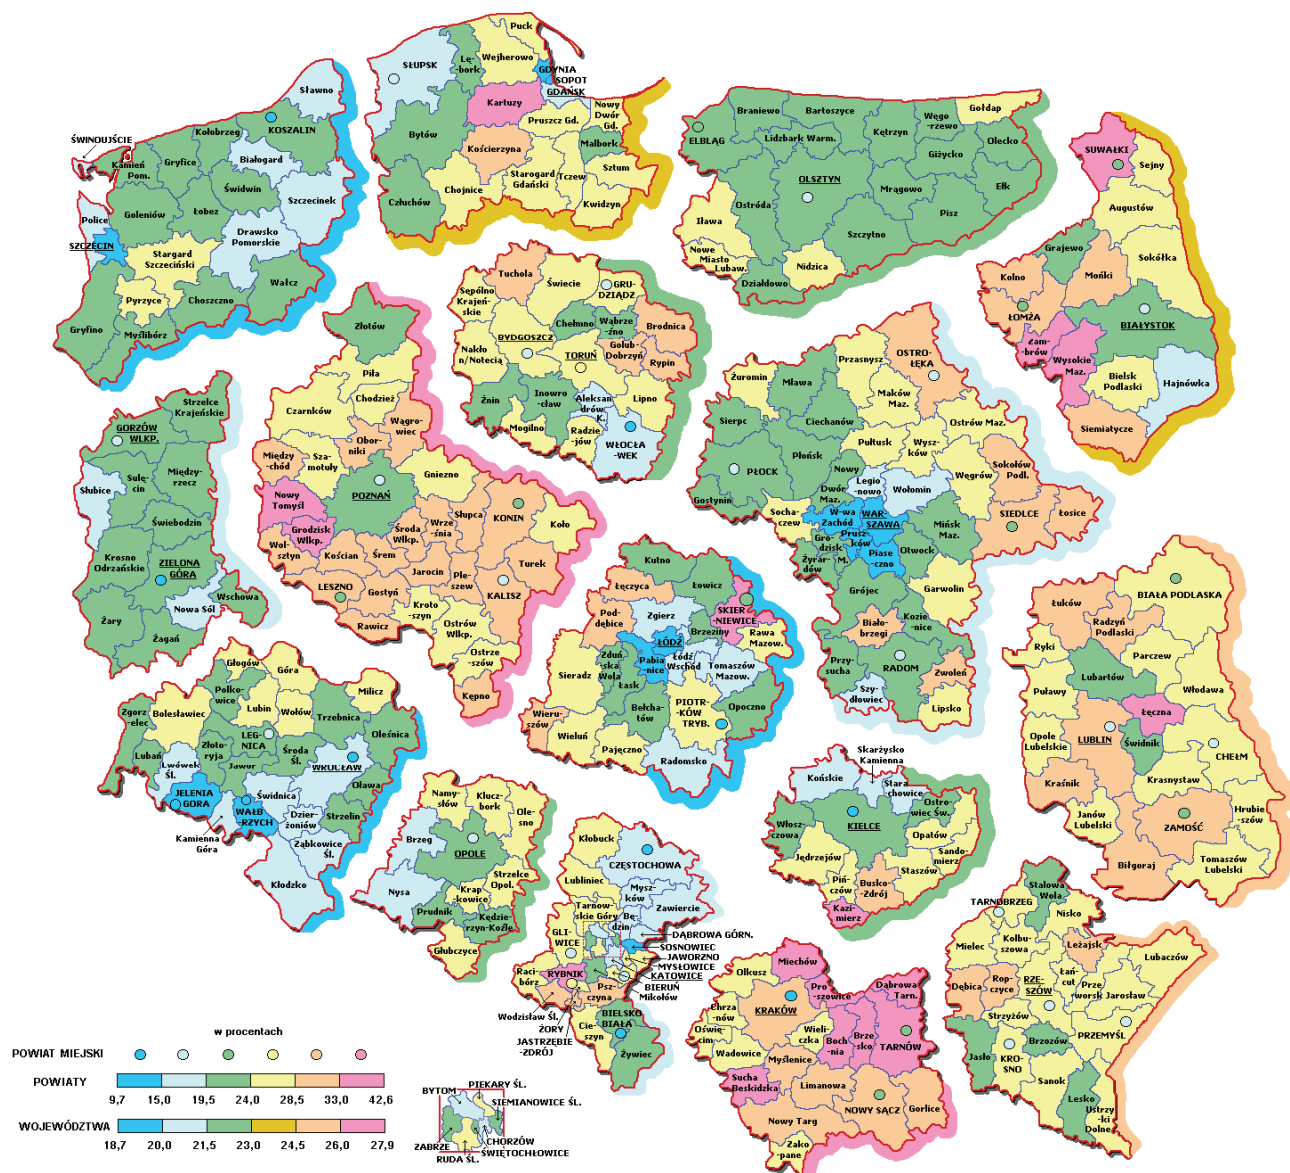 Puck
SŁUPSK
Lę-
bork
Wejherowo
GDYNIA
SOPOT
GDAŃSK
Kartuzy
Bytów
Kościerzyna
Pruszcz Gd.
Nowy
Dwór
Gd.
Malbork
Chojnice
Starogard
Gdański
Tczew
Sztum
Człuchów
Kwidzyn
Sławno
KOSZALIN
Kołobrzeg
ŚWINOUJŚCIE
Kamień
Pom.
Gryfice
Białogard
Świdwin
Szczecinek
Goleniów
Łobez
Police
SZCZECIN
Drawsko
Pomorskie
Stargard
Szczeciński
Wałcz
Pyrzyce
Choszczno
Gryfino
Myślibórz
Braniewo
Bartoszyce
Węgo-
rzewo
Gołdap
ELBLĄG
Lidzbark Warm.
Kętrzyn
Olecko
Giżycko
OLSZTYN
Mrągowo
Ełk
Ostróda
Pisz
Iława
Szczytno
Nowe
Miasto
Lubaw.
Nidzica
Działdowo
SUWAŁKI
Sejny
Augustów
Grajewo
Sokółka
Kolno
Mońki
ŁOMŻA
BIAŁYSTOK
Zam-
brów
Wysokie
Maz.
Bielsk
Podlaski
Hajnówka
Siemiatycze
Tuchola
Sępólno
Krajeń-
skie
Świecie
GRU-
DZIĄDZ
Chełmno
Wąbrze-
źno
Brodnica
BYDGOSZCZ
Golub-
Dobrzyń
Nakło
n/Notecią
TORUŃ
Rypin
Żnin
Inowro
-cław
Aleksan-
drów
K.
Lipno
Mogilno
Radzie
-jów
WŁOCŁA
-WEK
Złotów
Piła
Chodzież
Czarnków
Wągro-
wiec
Obor-
niki
Między
-chód
Sza-
motuły
Gniezno
Nowy
Tomyśl
POZNAŃ
Słupca
KONIN
Koło
Grodzisk
Wlkp.
Środa
Wlkp.
Wrze-
śnia
Wol-
sztyn
Kościan
Śrem
Turek
LESZNO
Jarocin
Ple-
szew
Gostyń
KALISZ
Rawicz
Kroto-
szyn
Ostrów
Wlkp.
Ostrze-
szów
Kępno
Strzelce
Krajeńskie
GORZÓW
WLKP.
Między-
rzecz
Sulę-
cin
Słubice
Świebodzin
Krosno
Odrzańskie
ZIELONA
GÓRA
Nowa Sól
Wschowa
Żary
Żagań
Żuromin
Przasnysz
OSTRO-
ŁĘKA
Mława
Maków
Maz.
Ostrów Maz.
Sierpc
Ciechanów
Pułtusk
Wysz-
ków
Płońsk
PŁOCK
Nowy
Dwór
Maz.
Legio
-nowo
Wołomin
Węgrów
Sokołów
Podl.
Gostynin
Socha-
czew
W-wa
Zachód
WAR-
SZAWA
Mińsk
Maz.
SIEDLCE
Łosice
Prusz-
ków
Gro-
dzisk
M.
Piase
-czno
Otwock
Żyrar-
dów
Grójec
Garwolin
Biało-
brzegi
Kozie-
nice
Przy-
sucha
RADOM
Zwoleń
Szy-
dłowiec
Lipsko
Kutno
Łęczyca
Łowicz
SKIER
-NIEWICE
Pod-
dębice
Zgierz
Brzeziny
Rawa
Mazow.
ŁÓDŹ
Zduń-
ska
Wola
Pabia
-nice
Łódź
Wschód
Tomaszów
Mazow.
Sieradz
Łask
Beł­cha-
tów
PIOTR-
KÓW
TRYB.
Opoczno
Wieru-
szów
Wieluń
Pajęczno
Radomsko
BIAŁA PODLASKA
Łuków
Radzyń
Podlaski
Ryki
Parczew
Lubartów
Włodawa
Puławy
Łęczna
LUBLIN
Świdnik
Opole
Lubelskie
CHEŁM
Kraśnik
Krasnystaw
Janów
Lubelski
ZAMOŚĆ
Hrubie-
szów
Biłgoraj
Tomaszów
Lubelski
Głogów
Góra
Polko-
wice
Milicz
Zgorz
-elec
Bolesławiec
Lubin
Wołów
Trzebnica
Oleśnica
LEG-
NICA
Lubań
Złoto-
ryja
Środa
Śl.
Lwówek
Śl.
Jawor
WROCŁAW
Oława
JELENIA
GORA
Świdnica
WAŁB
-RZYCH
Dzier-
żoniów
Strzelin
Kamienna
Góra
Ząbkowice
Śl.
Kłodzko
Namy-
słów
Klucz-
bork
Ole-
sno
Brzeg
OPOLE
Nysa
Strzelce
Opol.
Krap
-kowice
Prudnik
Kędzie-
rzyn-Koźle
Głubczyce
Kłobuck
CZĘSTOCHOWA
Lubliniec
Mysz-
ków
Zawiercie
Tarnow-
skie Góry
Bę-
dzin
GLI-
WICE
DĄBROWA GÓRN.
SOSNOWIEC
JAWORZNO
MYSŁOWICE
KATOWICE
BIERUŃ
Mikołów
RYBNIK
Raci-
bórz
Psz-
czyna
Wodzisław Śl.
ŻORY
JASTRZĘBIE
-ZDRÓJ
Cie-
szyn
BIELSKO
BIAŁA
Żywiec
Skarżysko
Kamienna
Końskie
Stara
-chowice
Ostro-
wiec Św.
Włosz-
czowa
KIELCE
Opatów
Jędrzejów
Sando-
mierz
Staszów
Piń-
czów
Busko-
Zdrój
Kazi-
mierz
Olkusz
Miechów
Pro-
szowice
Dąbrowa
Tarn.
Chrza-
nów
KRAKÓW
Oświę-
cim
Wieli-
czka
Boch-
nia
Brze-
sko
TARNÓW
Wadowice
Myślenice
Sucha
Beskidzka
Limanowa
NOWY SĄCZ
Gorlice
Nowy Targ
Zako
-pane
Stalowa
Wola
TARNOBRZEG
Nisko
Mielec
Kolbu-
szowa
Leżajsk
Lubaczów
Dębica
Rop-
czyce
RZE-
SZÓW
Łań-
cut
Prze
worsk
Jarosław
Strzyżów
PRZEMYŚL
Jasło
KRO-
SNO
Brzozów
Sanok
Lesko
Ustrzy
-ki
Dolne
BYTOM
PIEKARY ŚL.
SIEMIANOWICE ŚL.
ZABRZE
CHORZÓW
ŚWIĘTOCHŁOWICE
RUDA ŚL.
w procentach
POWIAT MIEJSKI
POWIATY
9,7 15,0 19,5 24,0 28,5 33,0 42,6
WOJEWÓDZTWA
18,7 20,0 21,5 23,0 24,5 26,0 27,9